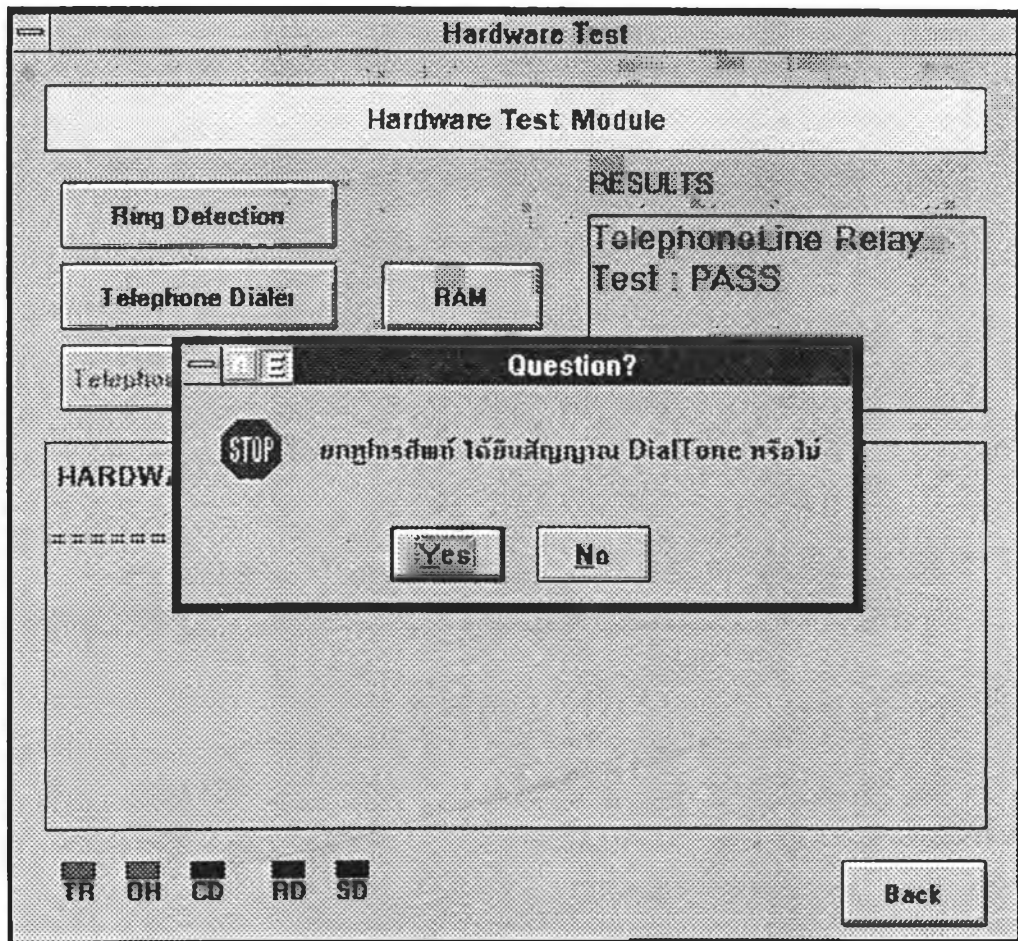 Hardware Test
Hardware Test Module
Ring Detection
RESULTS
TelephoneLine Relay
Test : PASS
Telephone Dialer
RAM
Question?
STOP
ยกหูโทรศัพท์ ได้ยินสัญญาณ DialTone หรือไม่
Yes
No
======
TR OH CD RD SD
Back